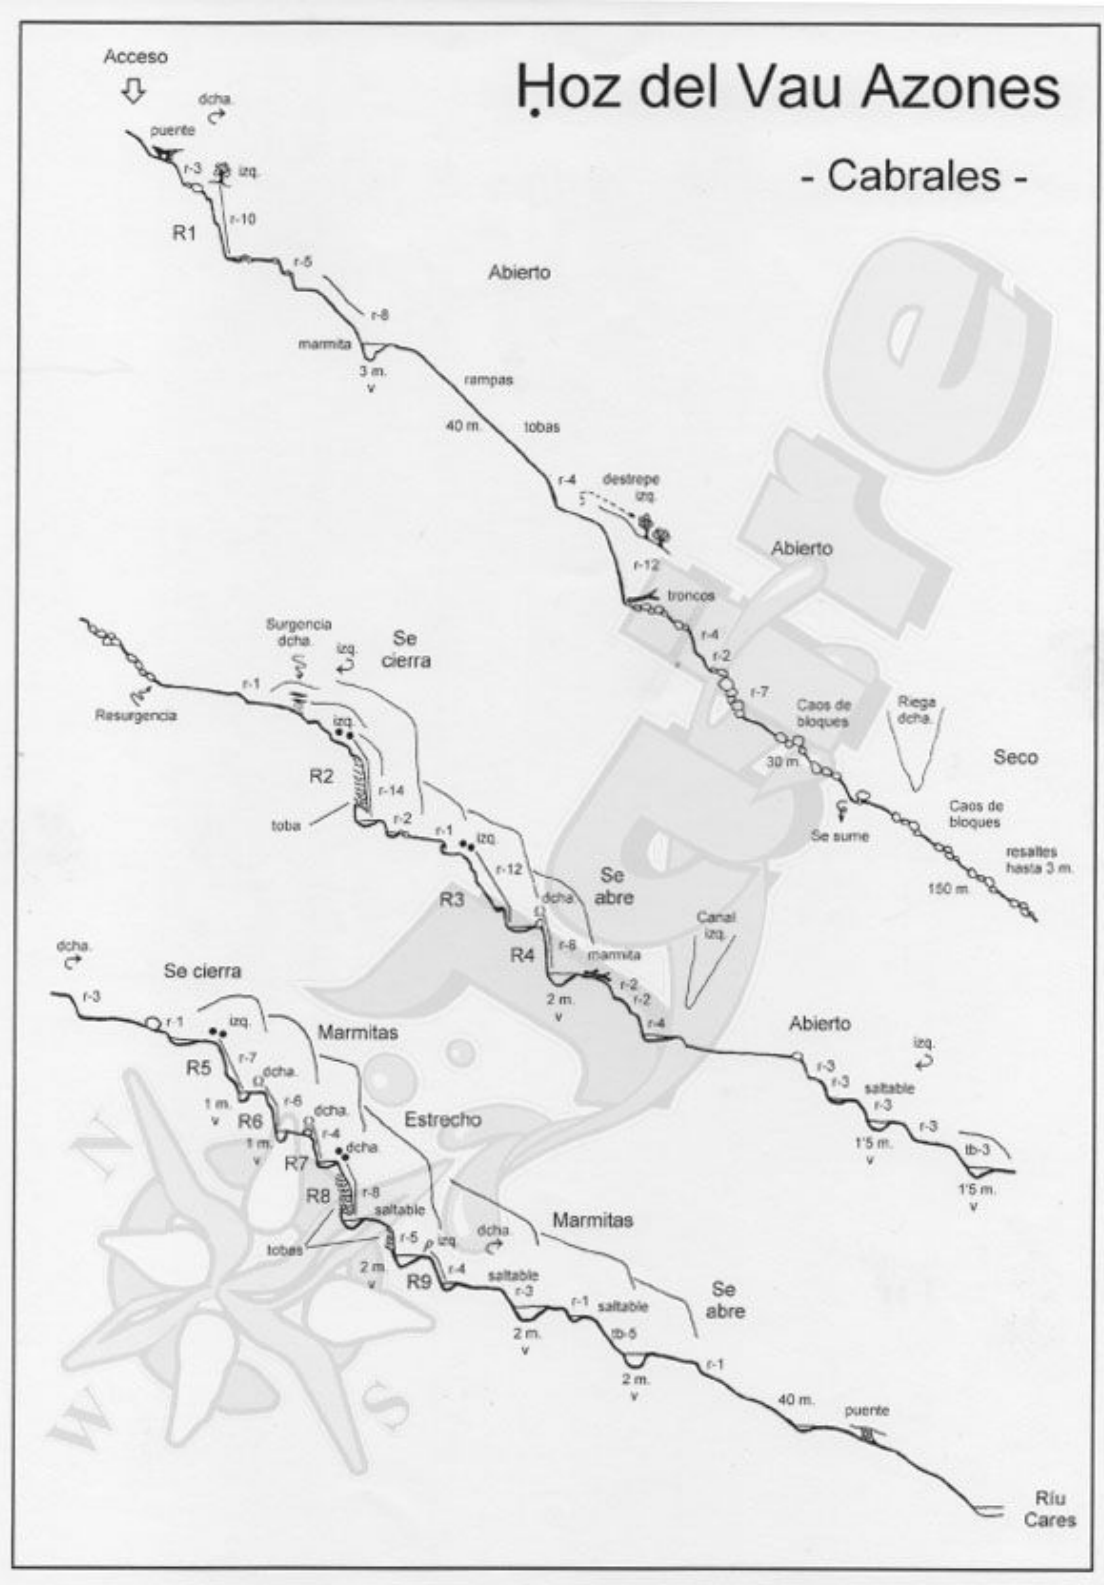 Ḥoz del Vau Azones
- Cabrales -
Acceso
dcha.
puente
r-3
izq.
r-10
R1
r-5
Abierto
r-8
marmita
3 m.
v
rampas
40 m.
tobas
r-4
destrepe
izq.
Abierto
r-12
troncos
r-4
r-2
r-7
Caos de
bloques
30 m.
Riega
dcha.
Seco
Se sume
Caos de
bloques
resaltes
hasta 3 m.
150 m.
Resurgencia
r-1
Surgencia
dcha.
izq.
Se
cierra
izq.
R2
r-14
toba
r-2
r-1
izq.
r-12
R3
dcha.
Se
abre
R4
r-8
marmita
2 m.
v
r-2
r-2
r-4
Canal
izq.
Abierto
izq.
r-3
r-3
saltable
r-3
1'5 m.
v
r-3
tb-3
1'5 m.
v
dcha.
r-3
Se cierra
r-1
izq.
Marmitas
R5
r-7
dcha.
1 m.
v
R6
r-6
dcha.
Estrecho
1 m.
v
r-4
R7
dcha.
R8
r-8
saltable
tobas
r-5
izq.
dcha.
Marmitas
2 m.
v
R9
r-4
saltable
r-3
2 m.
v
r-1
saltable
tb-5
2 m.
v
Se
abre
r-1
40 m.
puente
Ríu
Cares
N
W
S